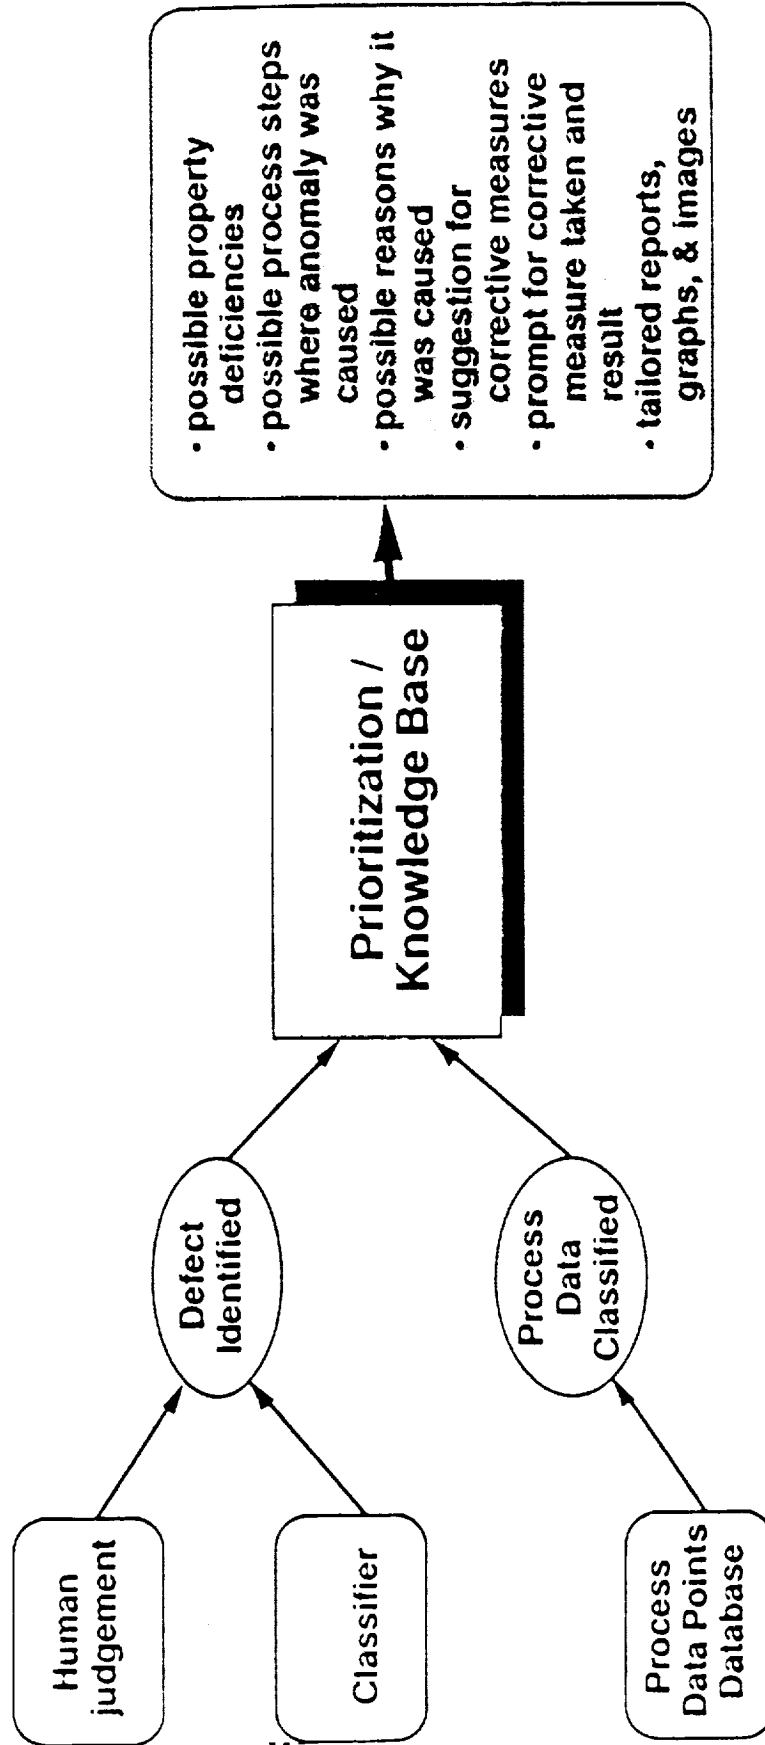 Human
judgement
Classifier
Process
Data Points
Database
Defect
Identified
Process
Data
Classified
Prioritization /
Knowledge Base
• possible property
deficiencies
• possible process steps
where anomaly was
caused
• possible reasons why it
was caused
• suggestion for
corrective measures
• prompt for corrective
measure taken and
result
• tailored reports,
graphs, & images